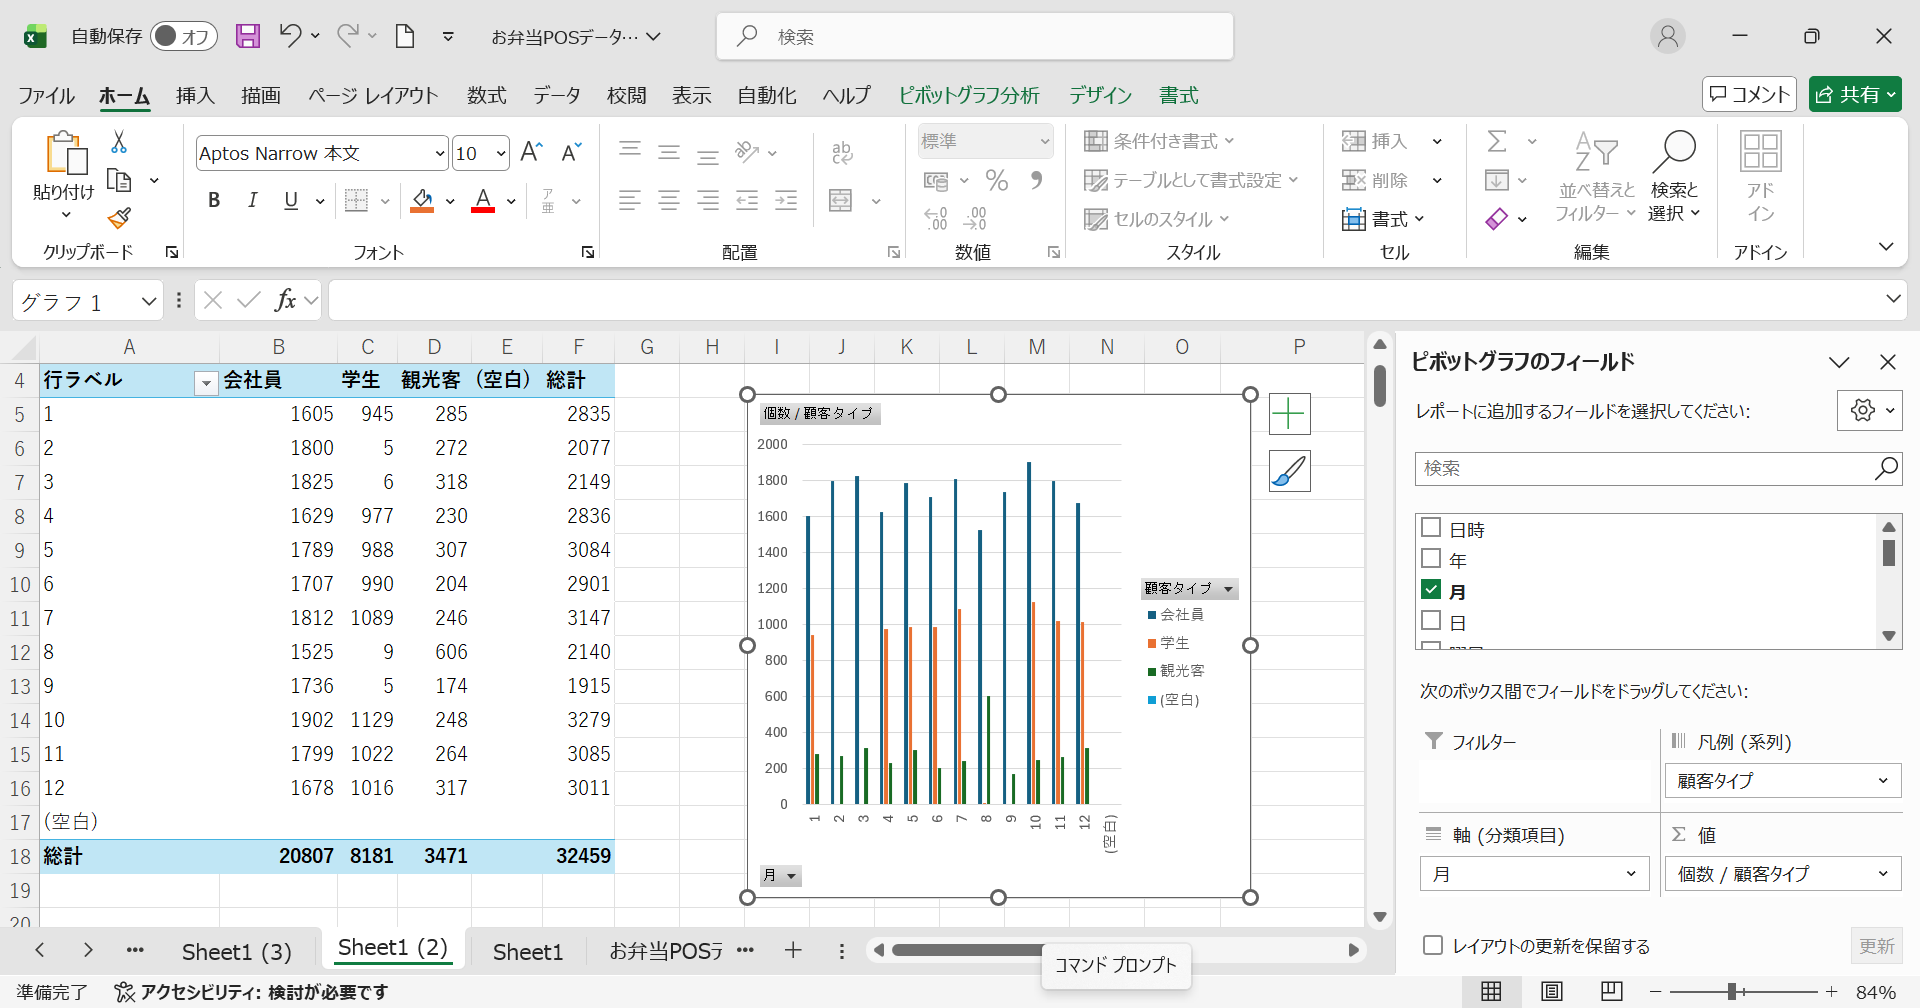 自動保存 オフ お弁当POSデータ… 検索
ファイル ホーム 挿入 描画 ページ レイアウト 数式 データ 校閲 表示 自動化 ヘルプ ピボットグラフ分析 デザイン 書式 コメント 共有
Aptos Narrow 本文 10 A A ab 標準 条件付き書式 挿入 Σ
貼り付け % テーブルとして書式設定 削除 並べ替えと 検索と アド
B I U A ア亜 セルのスタイル 書式 フィルター 選択 イン
クリップボード フォント 配置 数値 スタイル セル 編集 アドイン
グラフ 1 fx
A B C D E F G H I J K L M N O P
4 行ラベル 会社員 学生 観光客 (空白) 総計
5 1 1605 945 285 2835
6 2 1800 5 272 2077
7 3 1825 6 318 2149
8 4 1629 977 230 2836
9 5 1789 988 307 3084
10 6 1707 990 204 2901
11 7 1812 1089 246 3147
12 8 1525 9 606 2140
13 9 1736 5 174 1915
14 10 1902 1129 248 3279
15 11 1799 1022 264 3085
16 12 1678 1016 317 3011
17 (空白)
18 総計 20807 8181 3471 32459
19
20
個数 / 顧客タイプ
2000
1800
1600
1400
1200
1000
800
600
400
200
0
1 2 3 4 5 6 7 8 9 10 11 12 (空白)
顧客タイプ
会社員
学生
観光客
(空白)
月
ピボットグラフのフィールド
レポートに追加するフィールドを選択してください:
検索
日時
年
月
日
次のボックス間でフィールドをドラッグしてください:
フィルター
凡例 (系列)
顧客タイプ
軸 (分類項目)
月
Σ 値
個数 / 顧客タイプ
レイアウトの更新を保留する 更新
Sheet1 (3) Sheet1 (2) Sheet1 お弁当POSデ …
コマンド プロンプト
準備完了 アクセシビリティ: 検討が必要です 84%